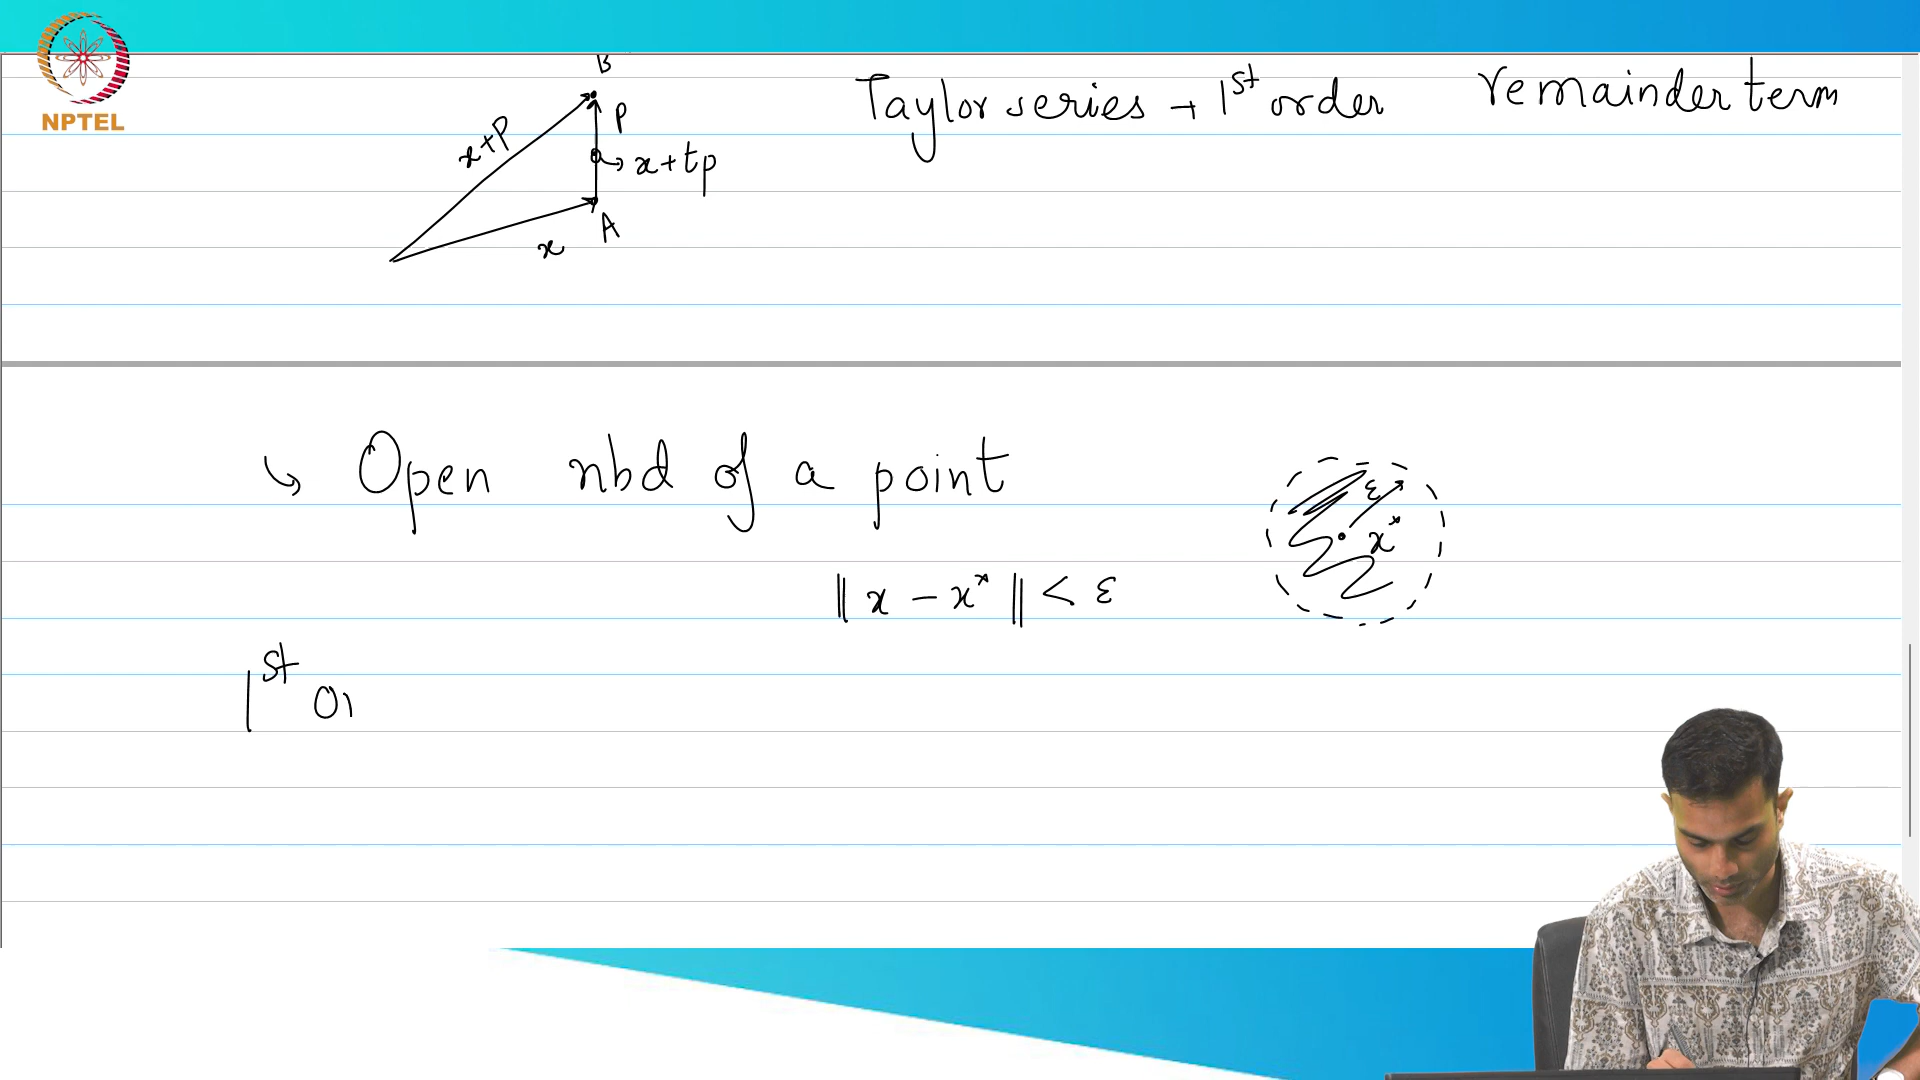 NPTEL
B
x+p
P
x+tp
A
x
Taylor series → 1st order remainder term
↳ Open nbd of a point
ε
x*
‖x − x*‖ < ε
1st or